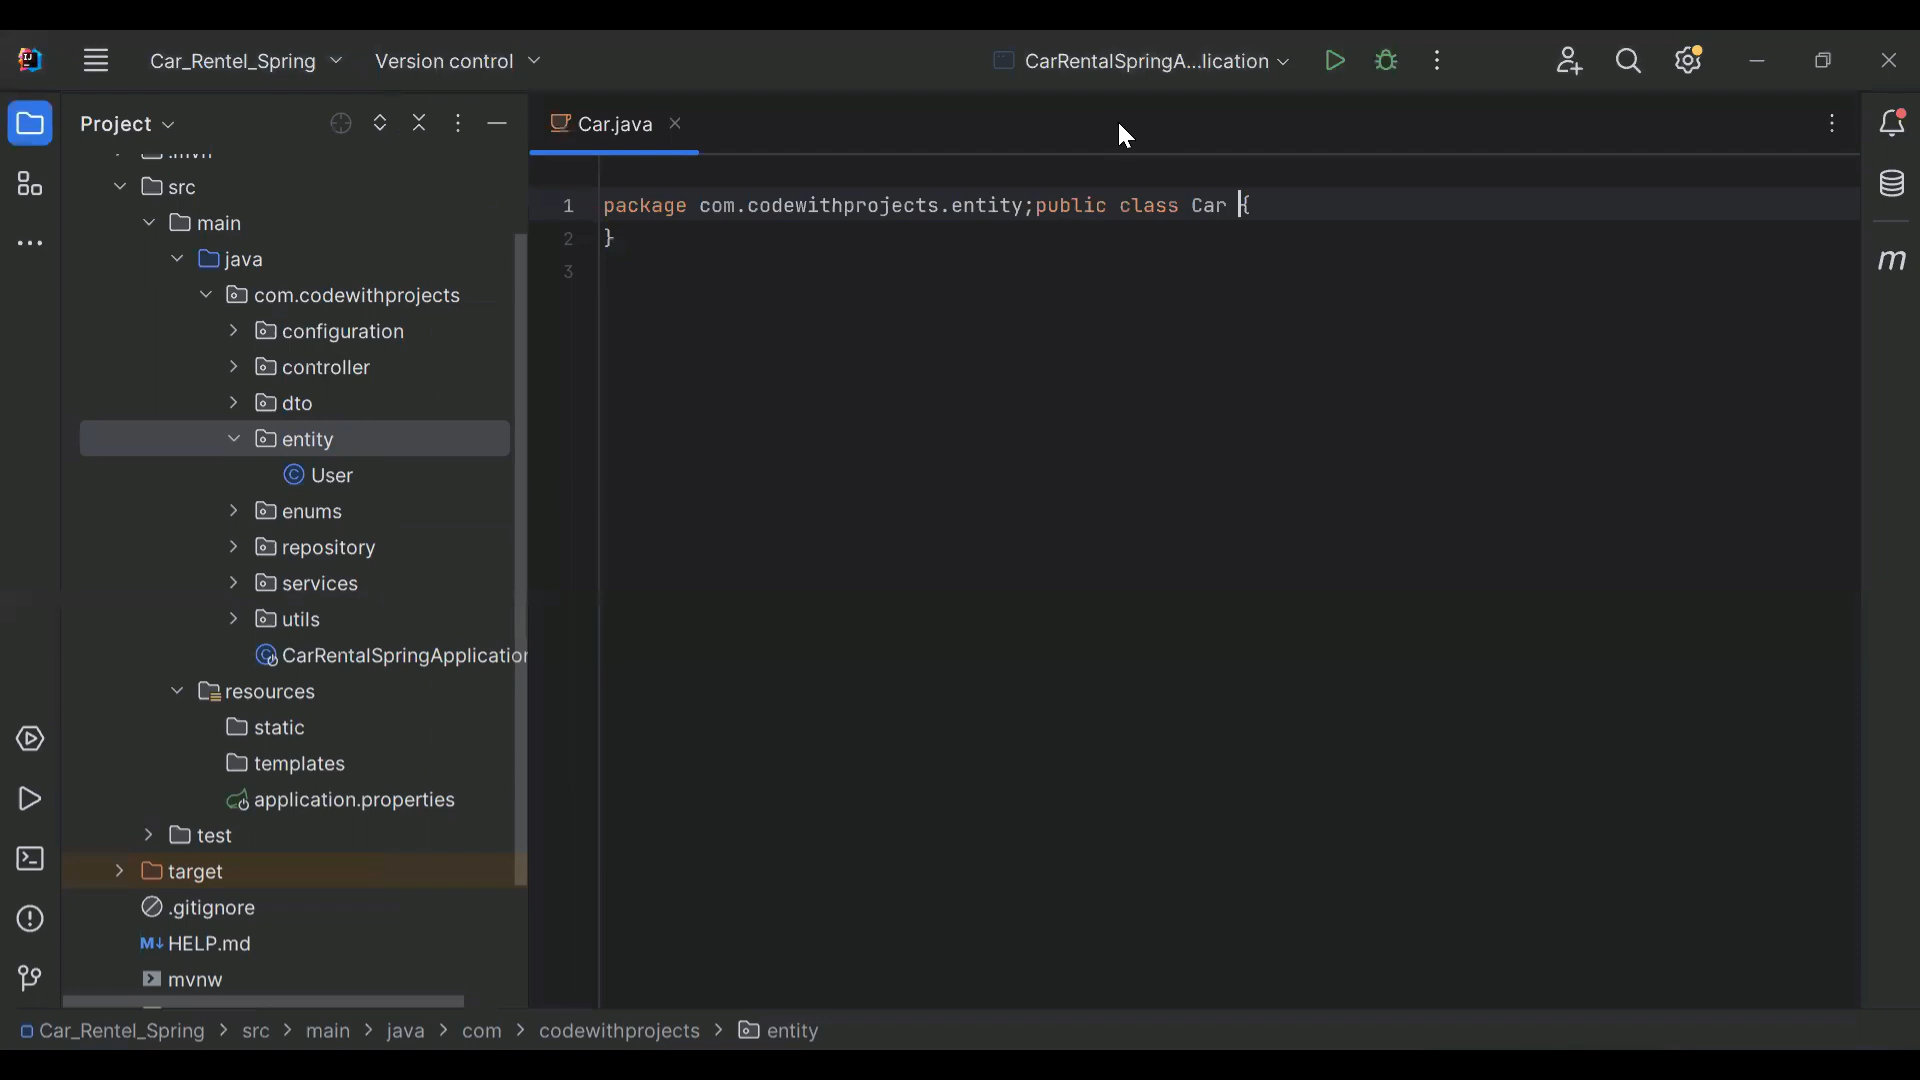 Car_Rentel_Spring
Version control
CarRentalSpringA...lication
Project
Car.java
.mvn
src
main
java
com.codewithprojects
configuration
controller
dto
entity
User
enums
repository
services
utils
CarRentalSpringApplication
resources
static
templates
application.properties
test
target
.gitignore
M↓ HELP.md
mvnw
1 package com.codewithprojects.entity;public class Car {
2 }
3
m
Car_Rentel_Spring > src > main > java > com > codewithprojects > entity